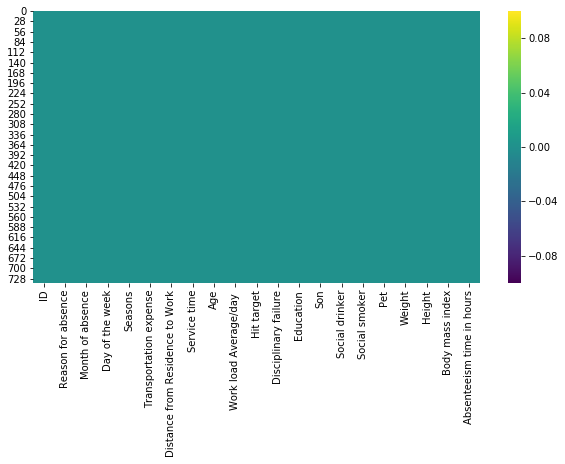 0
28
56
84
112
140
168
196
224
252
280
308
336
364
392
420
448
476
504
532
560
588
616
644
672
700
728
ID
Reason for absence
Month of absence
Day of the week
Seasons
Transportation expense
Distance from Residence to Work
Service time
Age
Work load Average/day
Hit target
Disciplinary failure
Education
Son
Social drinker
Social smoker
Pet
Weight
Height
Body mass index
Absenteeism time in hours
0.08
0.04
0.00
−0.04
−0.08